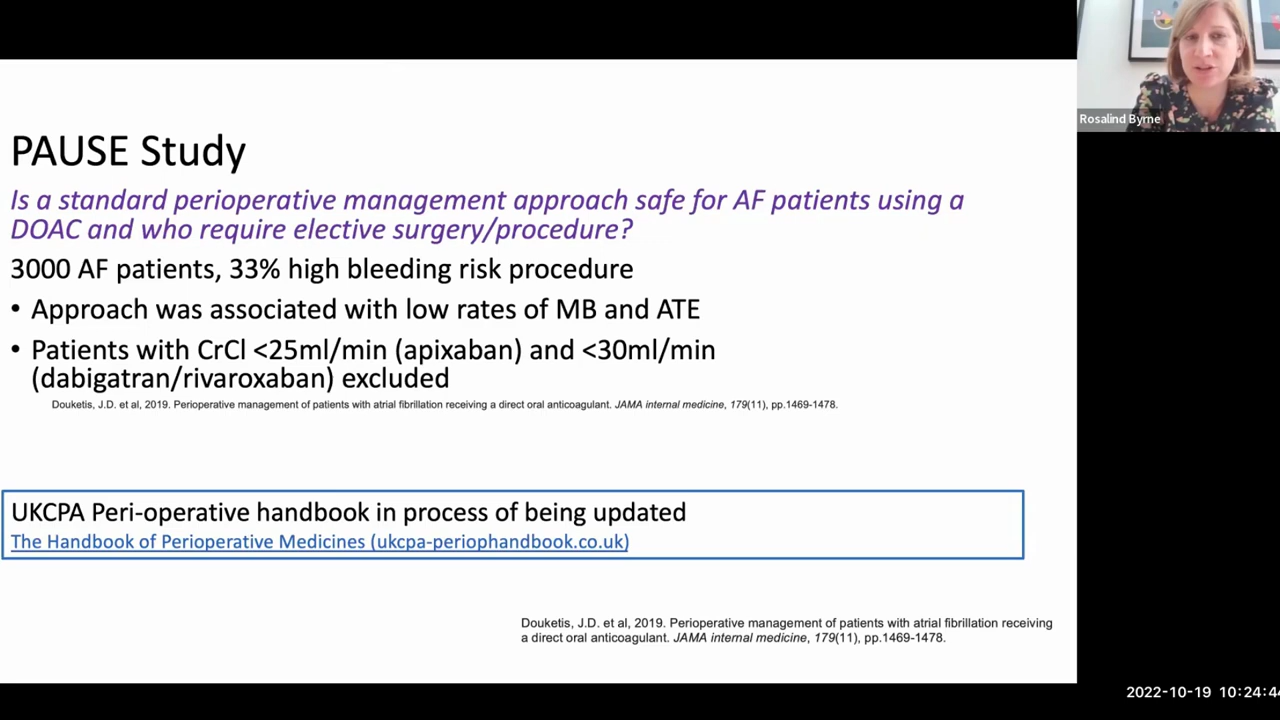 Rosalind Byrne
PAUSE Study
Is a standard perioperative management approach safe for AF patients using a
DOAC and who require elective surgery/procedure?
3000 AF patients, 33% high bleeding risk procedure
• Approach was associated with low rates of MB and ATE
• Patients with CrCl <25ml/min (apixaban) and <30ml/min
(dabigatran/rivaroxaban) excluded
Douketis, J.D. et al, 2019. Perioperative management of patients with atrial fibrillation receiving a direct oral anticoagulant. JAMA internal medicine, 179(11), pp.1469-1478.
UKCPA Peri-operative handbook in process of being updated
The Handbook of Perioperative Medicines (ukcpa-periophandbook.co.uk)
Douketis, J.D. et al, 2019. Perioperative management of patients with atrial fibrillation receiving
a direct oral anticoagulant. JAMA internal medicine, 179(11), pp.1469-1478.
2022-10-19 10:24:44